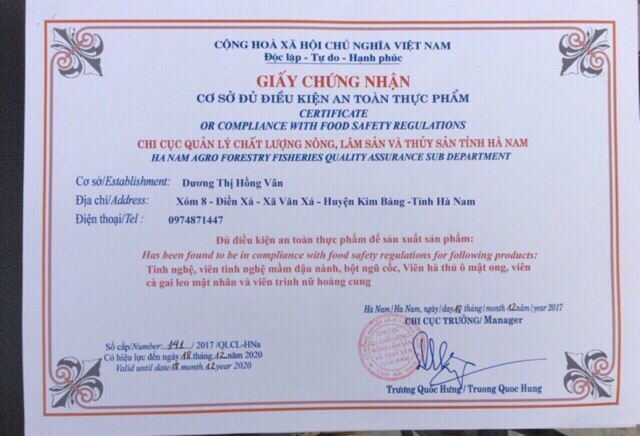 CỘNG HOÀ XÃ HỘI CHỦ NGHĨA VIỆT NAM
Độc lập - Tự do - Hạnh phúc
GIẤY CHỨNG NHẬN
CƠ SỞ ĐỦ ĐIỀU KIỆN AN TOÀN THỰC PHẨM
CERTIFICATE
OR COMPLIANCE WITH FOOD SAFETY REGULATIONS
CHI CỤC QUẢN LÝ CHẤT LƯỢNG NÔNG, LÂM SẢN VÀ THỦY SẢN TỈNH HÀ NAM
HA NAM AGRO FORESTRY FISHERIES QUALITY ASSURANCE SUB DEPARTMENT
Cơ sở/Establishment: Dương Thị Hồng Vân
Địa chỉ/Address: Xóm 8 - Điền Xá - Xã Văn Xá - Huyện Kim Bảng -Tỉnh Hà Nam
Điện thoại/Tel : 0974871447
Đủ điều kiện an toàn thực phẩm để sản xuất sản phẩm:
Has been found to be in compliance with food safety regulations for following products:
Tinh nghệ, viên tinh nghệ mầm đậu nành, bột ngũ cốc, Viên hà thủ ô mật ong, viên
cà gai leo mật nhân và viên trinh nữ hoàng cung
Hà Nam/Ha Nam, ngày/day 18 tháng/month 12 năm/year 2017
CHI CỤC TRƯỞNG/ Manager
Số cấp/Number: 191 / 2017 /QLCL-HNa
Có hiệu lực đến ngày 18 tháng 12 năm 2020
Valid until date 18 month 12 year 2020
Trương Quốc Hưng/ Truong Quoc Hung